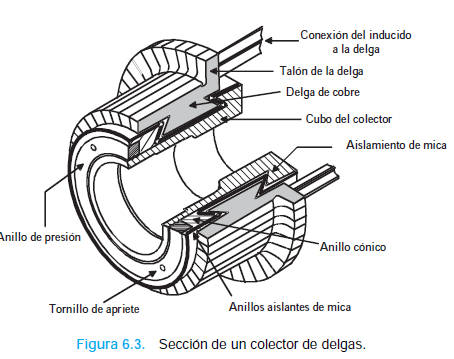 Conexión del inducido
a la delga
Talón de la delga
Delga de cobre
Cubo del colector
Aislamiento de mica
Anillo de presión
Anillo cónico
Tornillo de apriete
Anillos aislantes de mica
Figura 6.3. Sección de un colector de delgas.